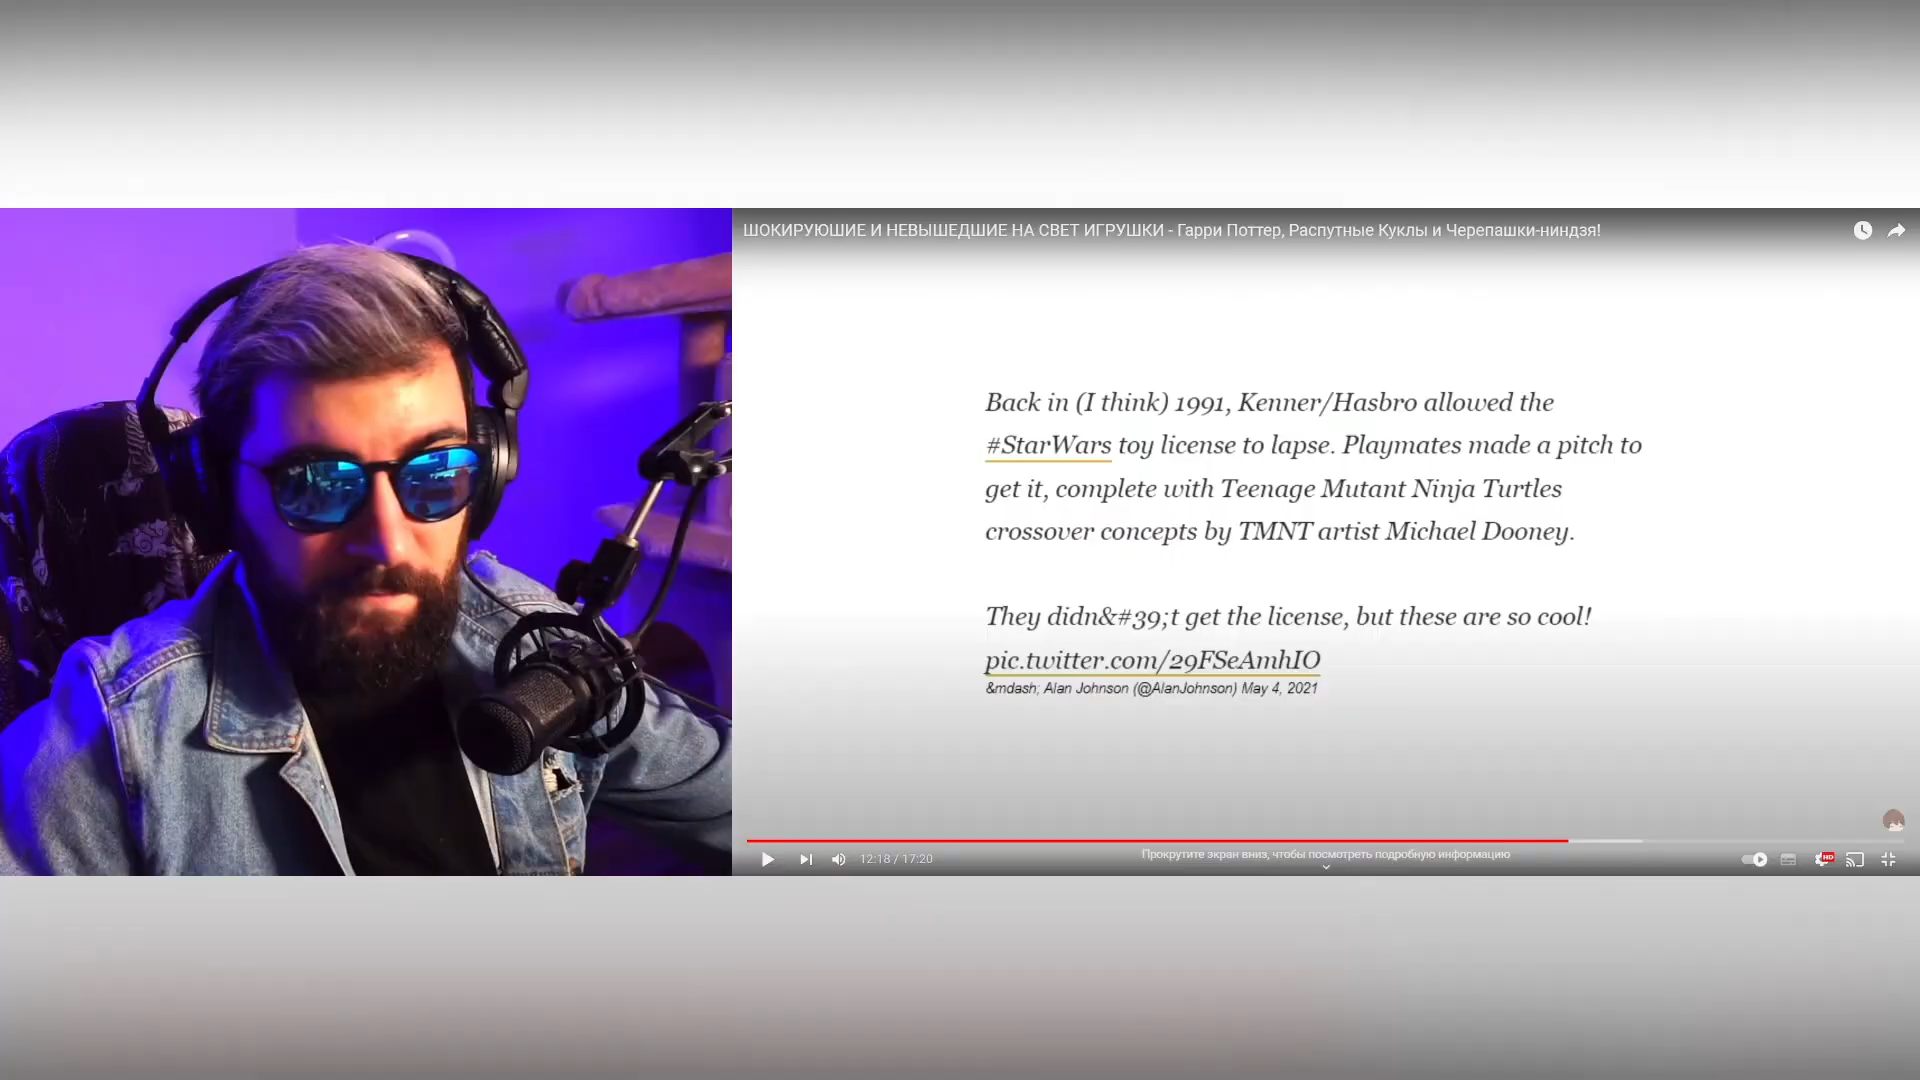 ШОКИРУЮШИЕ И НЕВЫШЕДШИЕ НА СВЕТ ИГРУШКИ - Гарри Поттер, Распутные Куклы и Черепашки-ниндзя!
Back in (I think) 1991, Kenner/Hasbro allowed the
#StarWars toy license to lapse. Playmates made a pitch to
get it, complete with Teenage Mutant Ninja Turtles
crossover concepts by TMNT artist Michael Dooney.
They didn&#39;t get the license, but these are so cool!
pic.twitter.com/29FSeAmhIO
&mdash; Alan Johnson (@AlanJohnson) May 4, 2021
12:18 / 17:20
Прокрутите экран вниз, чтобы посмотреть подробную информацию
HD